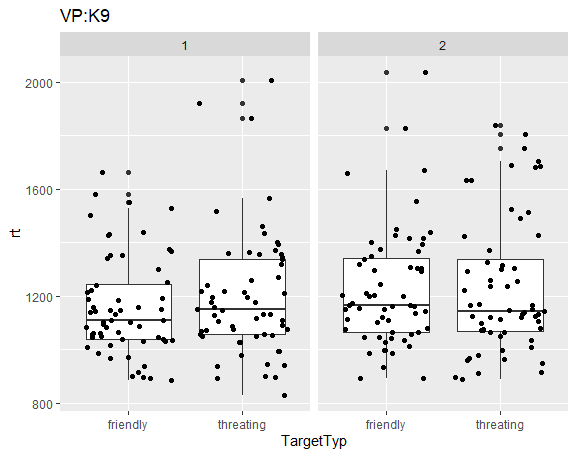 VP:K9
1 2
2000
1600
1200
800
rt
friendly threating friendly threating
TargetTyp